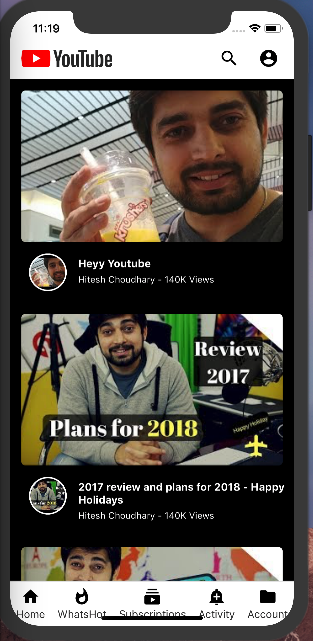 11:19
YouTube
Heyy Youtube
Hitesh Choudhary - 140K Views
Review
2017
Plans for 2018
Happy Holiday
2017 review and plans for 2018 - Happy
Holidays
Hitesh Choudhary - 140K Views
Home WhatsHot Subscriptions Activity Account